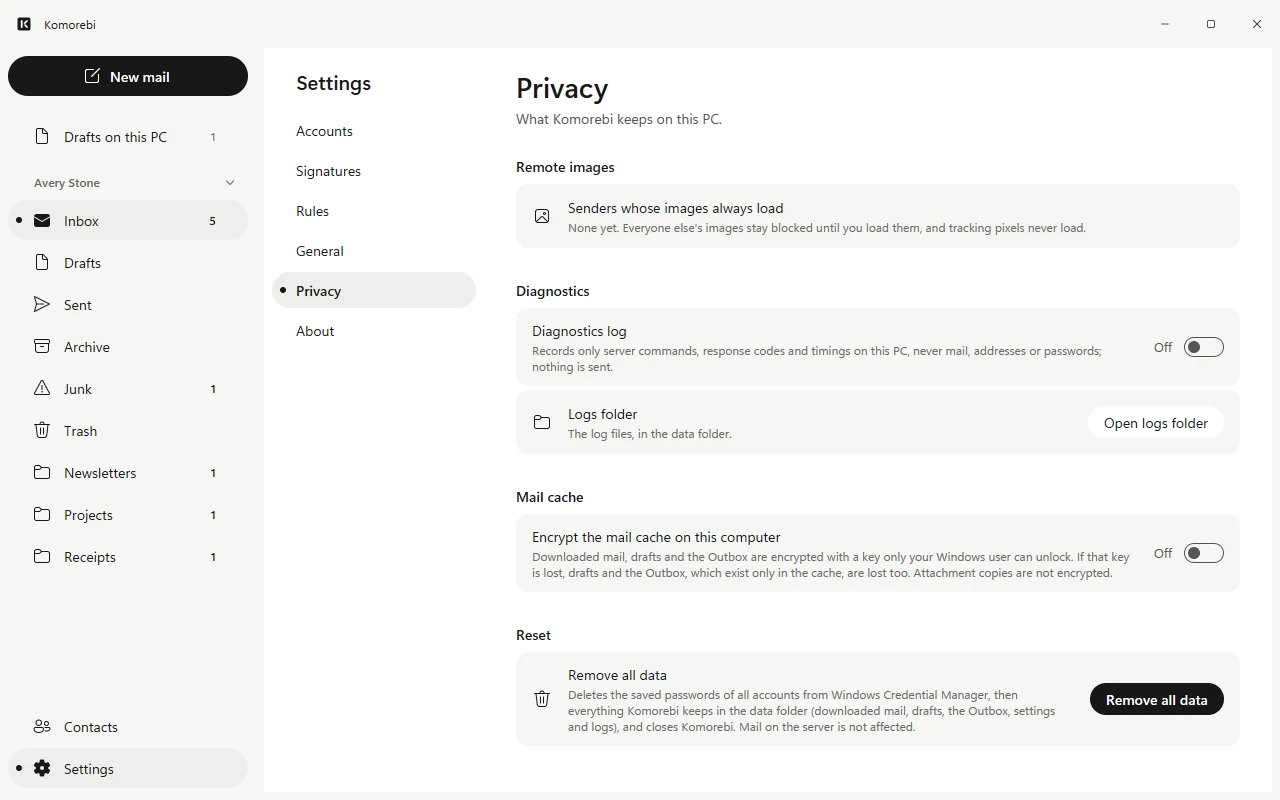 Komorebi
New mail
Drafts on this PC 1
Avery Stone
Inbox 5
Drafts
Sent
Archive
Junk 1
Trash
Newsletters 1
Projects 1
Receipts 1
Contacts
Settings
Settings
Accounts
Signatures
Rules
General
Privacy
About
Privacy
What Komorebi keeps on this PC.
Remote images
Senders whose images always load
None yet. Everyone else's images stay blocked until you load them, and tracking pixels never load.
Diagnostics
Diagnostics log
Records only server commands, response codes and timings on this PC, never mail, addresses or passwords;
nothing is sent.
Off
Logs folder
The log files, in the data folder.
Open logs folder
Mail cache
Encrypt the mail cache on this computer
Downloaded mail, drafts and the Outbox are encrypted with a key only your Windows user can unlock. If that key
is lost, drafts and the Outbox, which exist only in the cache, are lost too. Attachment copies are not encrypted.
Off
Reset
Remove all data
Deletes the saved passwords of all accounts from Windows Credential Manager, then
everything Komorebi keeps in the data folder (downloaded mail, drafts, the Outbox, settings
and logs), and closes Komorebi. Mail on the server is not affected.
Remove all data